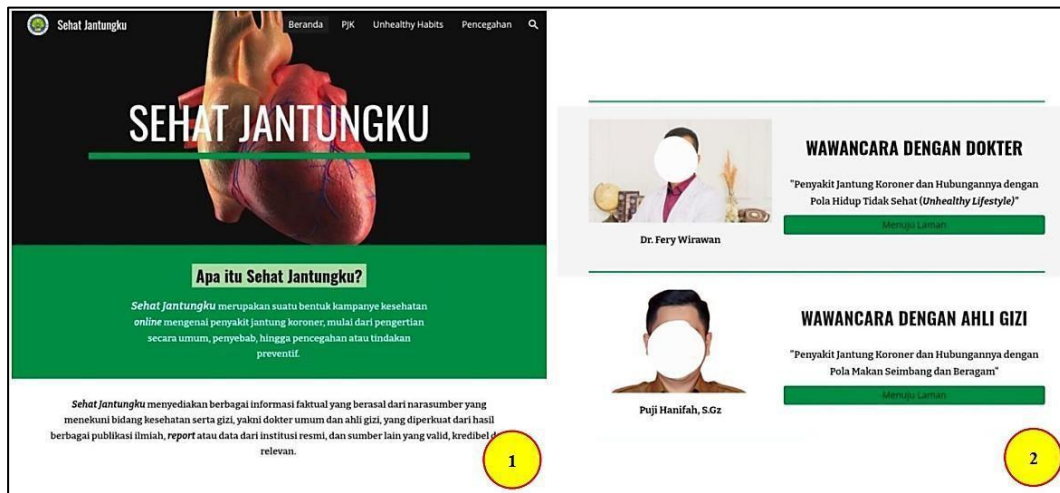 Sehat Jantungku
Beranda PJK Unhealthy Habits Pencegahan
SEHAT JANTUNGKU
Apa itu Sehat Jantungku?
Sehat Jantungku merupakan suatu bentuk kampanye kesehatan
online mengenai penyakit jantung koroner, mulai dari pengertian
secara umum, penyebab, hingga pencegahan atau tindakan
preventif.
Sehat Jantungku menyediakan berbagai informasi faktual yang berasal dari narasumber yang
menekuni bidang kesehatan serta gizi, yakni dokter umum dan ahli gizi, yang diperkuat dari hasil
berbagai publikasi ilmiah, report atau data dari institusi resmi, dan sumber lain yang valid, kredibel
relevan.
1
WAWANCARA DENGAN DOKTER
"Penyakit Jantung Koroner dan Hubungannya dengan
Pola Hidup Tidak Sehat (Unhealthy Lifestyle)"
Menuju Laman
Dr. Fery Wirawan
WAWANCARA DENGAN AHLI GIZI
"Penyakit Jantung Koroner dan Hubungannya dengan
Pola Makan Seimbang dan Beragam"
Menuju Laman
Puji Hanifah, S.Gz
2